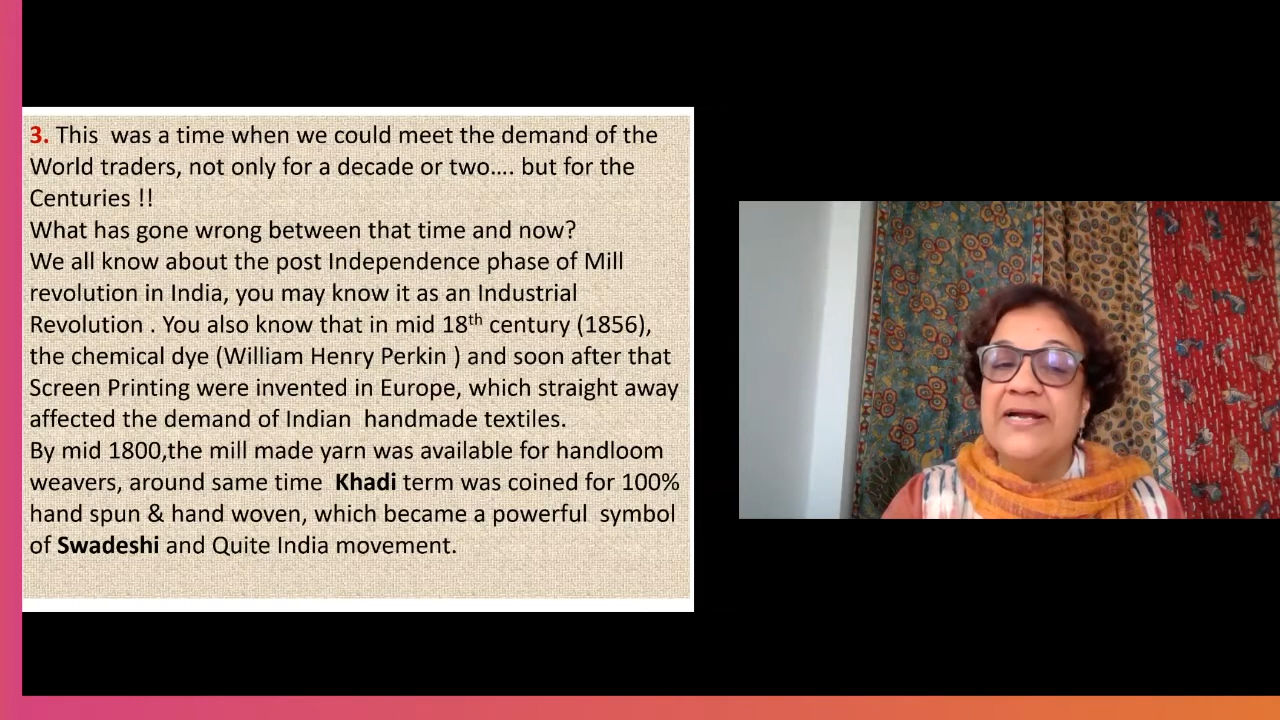 3. This was a time when we could meet the demand of the
World traders, not only for a decade or two.... but for the
Centuries !!
What has gone wrong between that time and now?
We all know about the post Independence phase of Mill
revolution in India, you may know it as an Industrial
Revolution . You also know that in mid 18th century (1856),
the chemical dye (William Henry Perkin ) and soon after that
Screen Printing were invented in Europe, which straight away
affected the demand of Indian handmade textiles.
By mid 1800,the mill made yarn was available for handloom
weavers, around same time Khadi term was coined for 100%
hand spun & hand woven, which became a powerful symbol
of Swadeshi and Quite India movement.